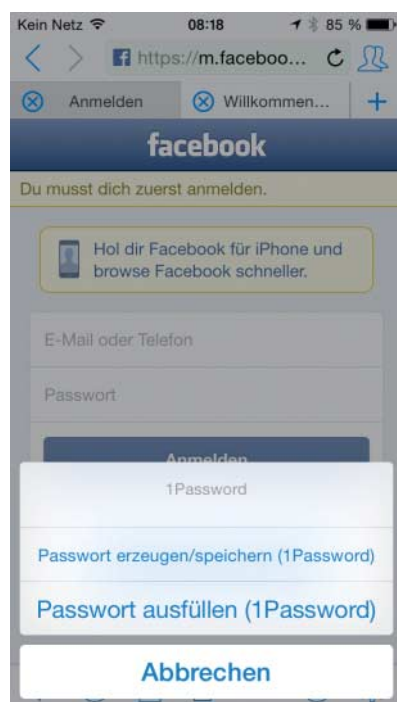 Kein Netz 08:18 85 %
https://m.faceboo...
Anmelden Willkommen... +
facebook
Du musst dich zuerst anmelden.
Hol dir Facebook für iPhone und
browse Facebook schneller.
E-Mail oder Telefon
Passwort
Anmelden
1Password
Passwort erzeugen/speichern (1Password)
Passwort ausfüllen (1Password)
Abbrechen